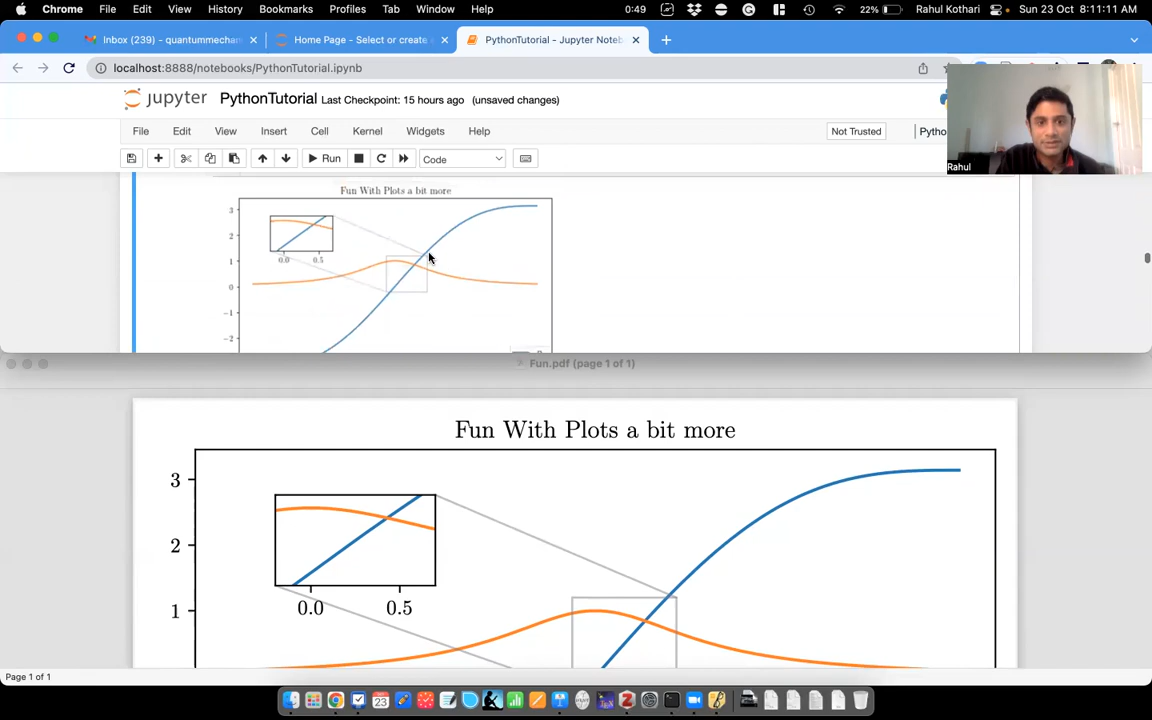 Chrome File Edit View History Bookmarks Profiles Tab Window Help 0:49 22% Rahul Kothari Sun 23 Oct 8:11:11 AM
Inbox (239) - quantummechan
Home Page - Select or create
PythonTutorial - Jupyter Noteb
localhost:8888/notebooks/PythonTutorial.ipynb
jupyter PythonTutorial Last Checkpoint: 15 hours ago (unsaved changes)
File Edit View Insert Cell Kernel Widgets Help Not Trusted Pytho
Run Code
Rahul
Fun With Plots a bit more
3
2
1
0
−1
−2
0.0 0.5
Fun.pdf (page 1 of 1)
Fun With Plots a bit more
3
2
1
0.0 0.5
Page 1 of 1